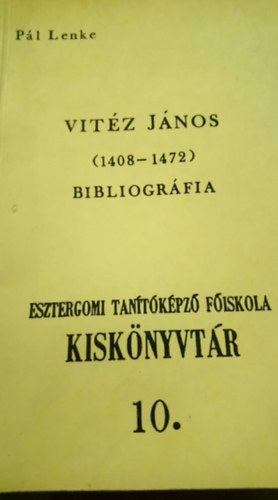 Pál Lenke
VITÉZ JÁNOS
(1408-1472)
BIBLIOGRÁFIA
ESZTERGOMI TANÍTÓKÉPZŐ FŐISKOLA
KISKÖNYVTÁR
10.